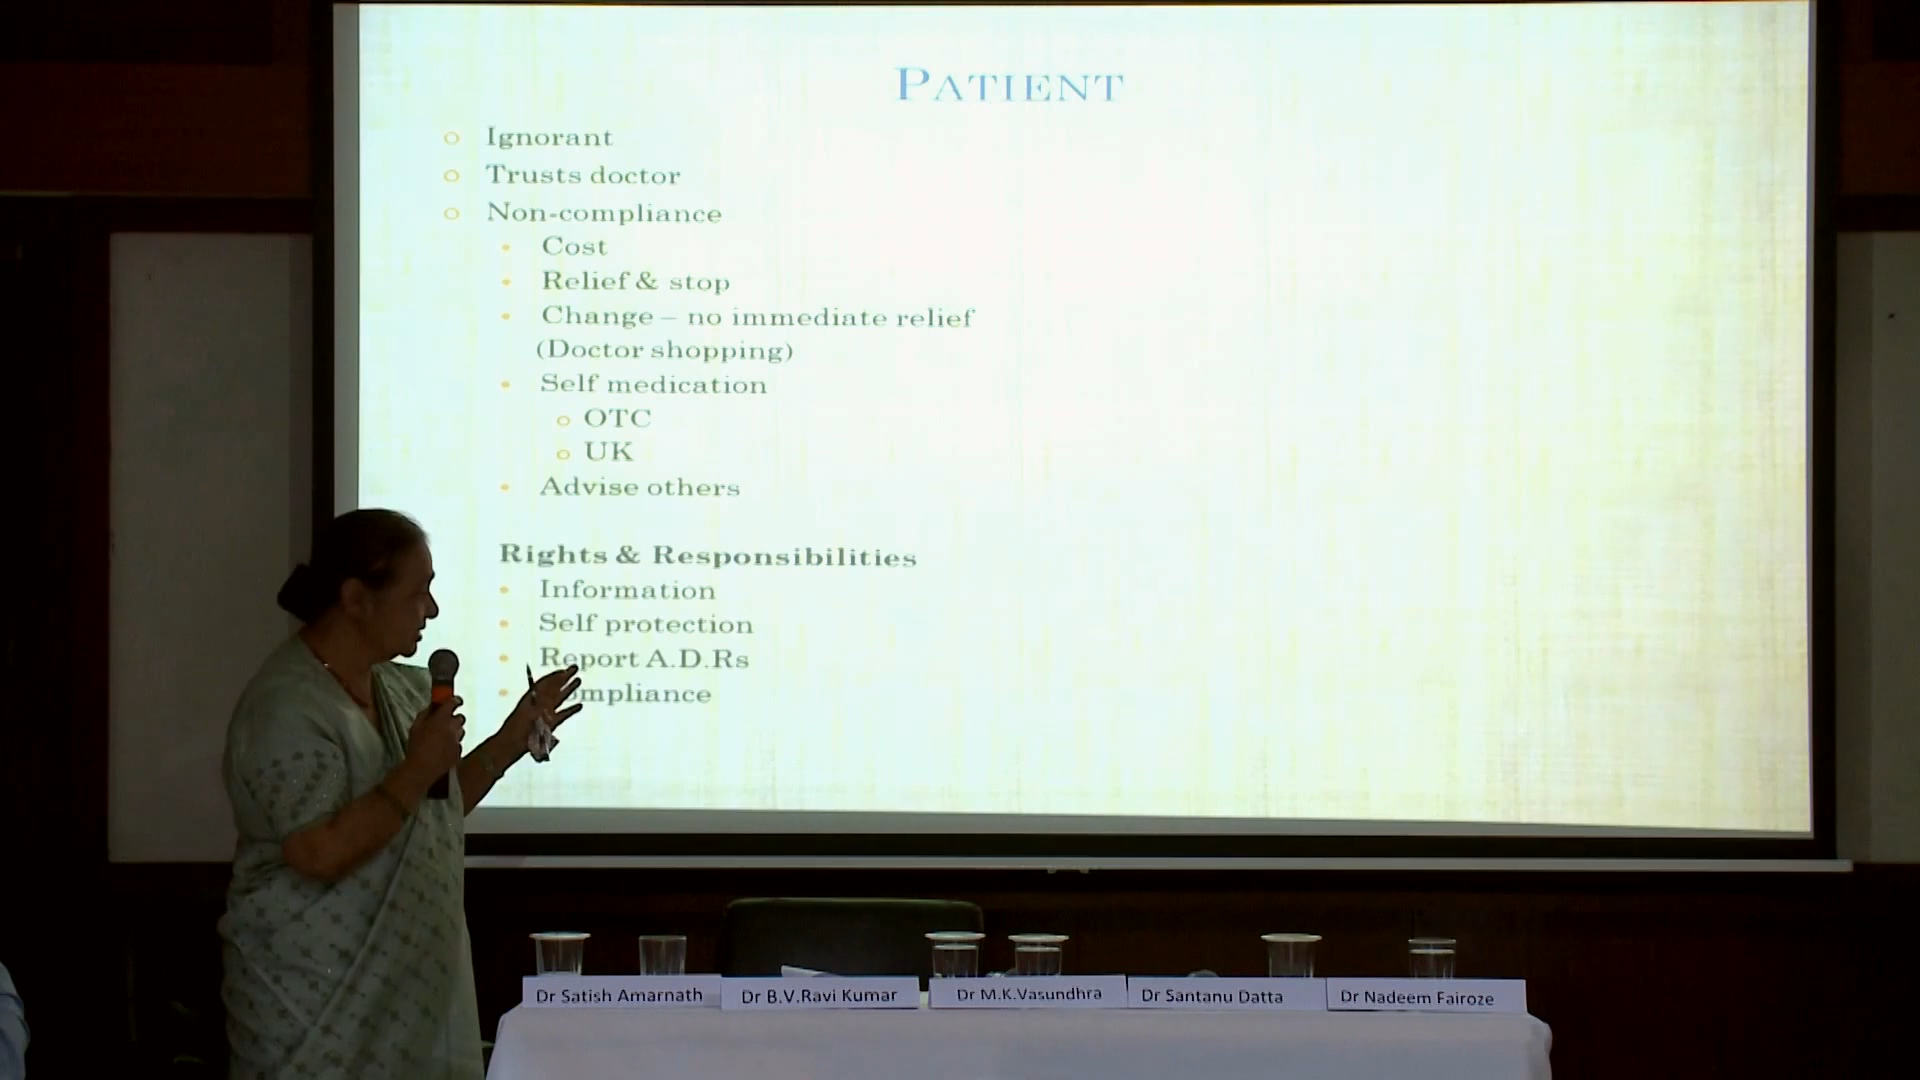 PATIENT
Ignorant
Trusts doctor
Non-compliance
Cost
Relief & stop
Change – no immediate relief
(Doctor shopping)
Self medication
OTC
UK
Advise others
Rights & Responsibilities
Information
Self protection
Report A.D.Rs
ompliance
Dr Satish Amarnath
Dr B.V.Ravi Kumar
Dr M.K.Vasundhra
Dr Santanu Datta
Dr Nadeem Fairoze